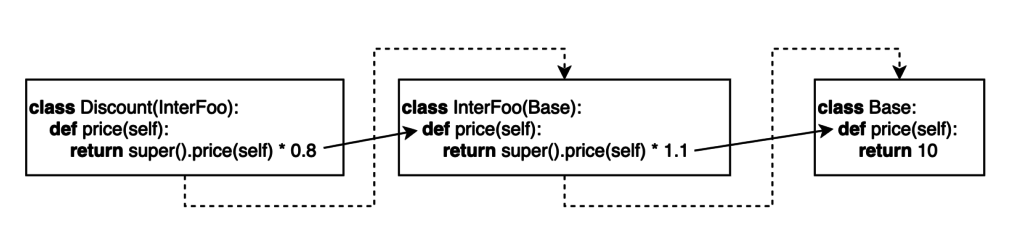 class Discount(InterFoo):
def price(self):
return super().price(self) * 0.8
class InterFoo(Base):
def price(self):
return super().price(self) * 1.1
class Base:
def price(self):
return 10